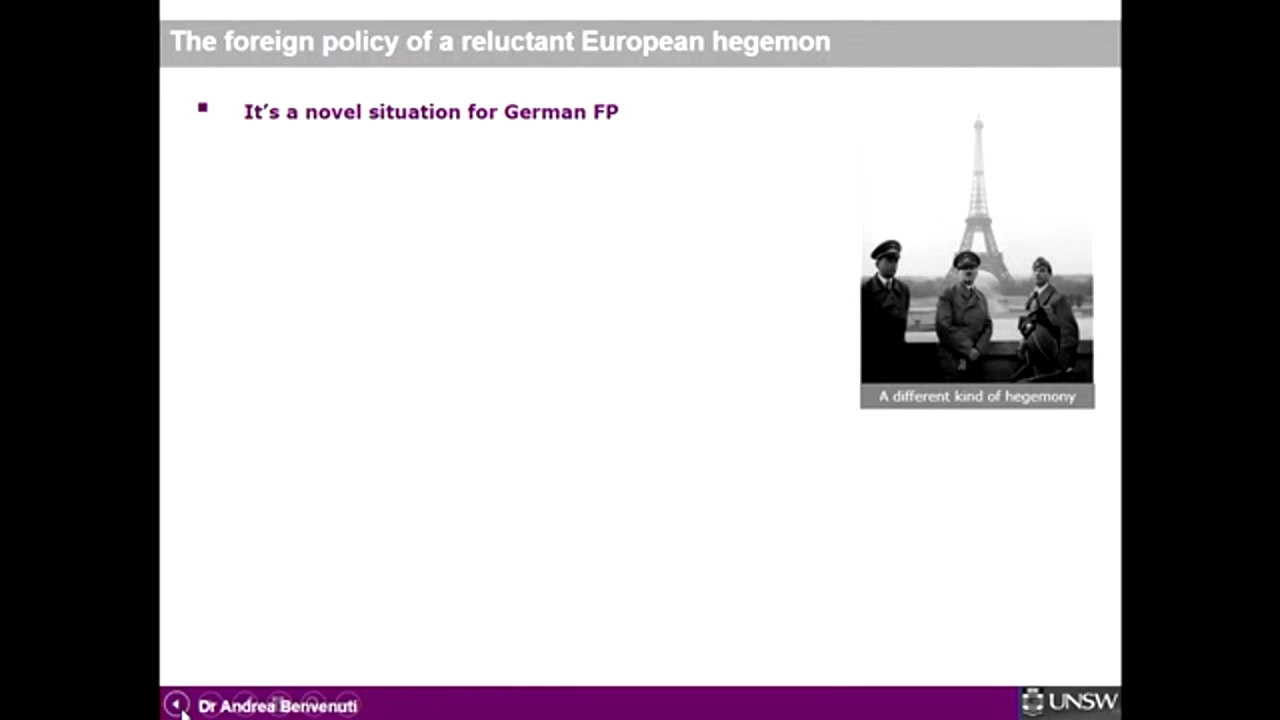 The foreign policy of a reluctant European hegemon
It's a novel situation for German FP
A different kind of hegemony
Dr Andrea Benvenuti
UNSW